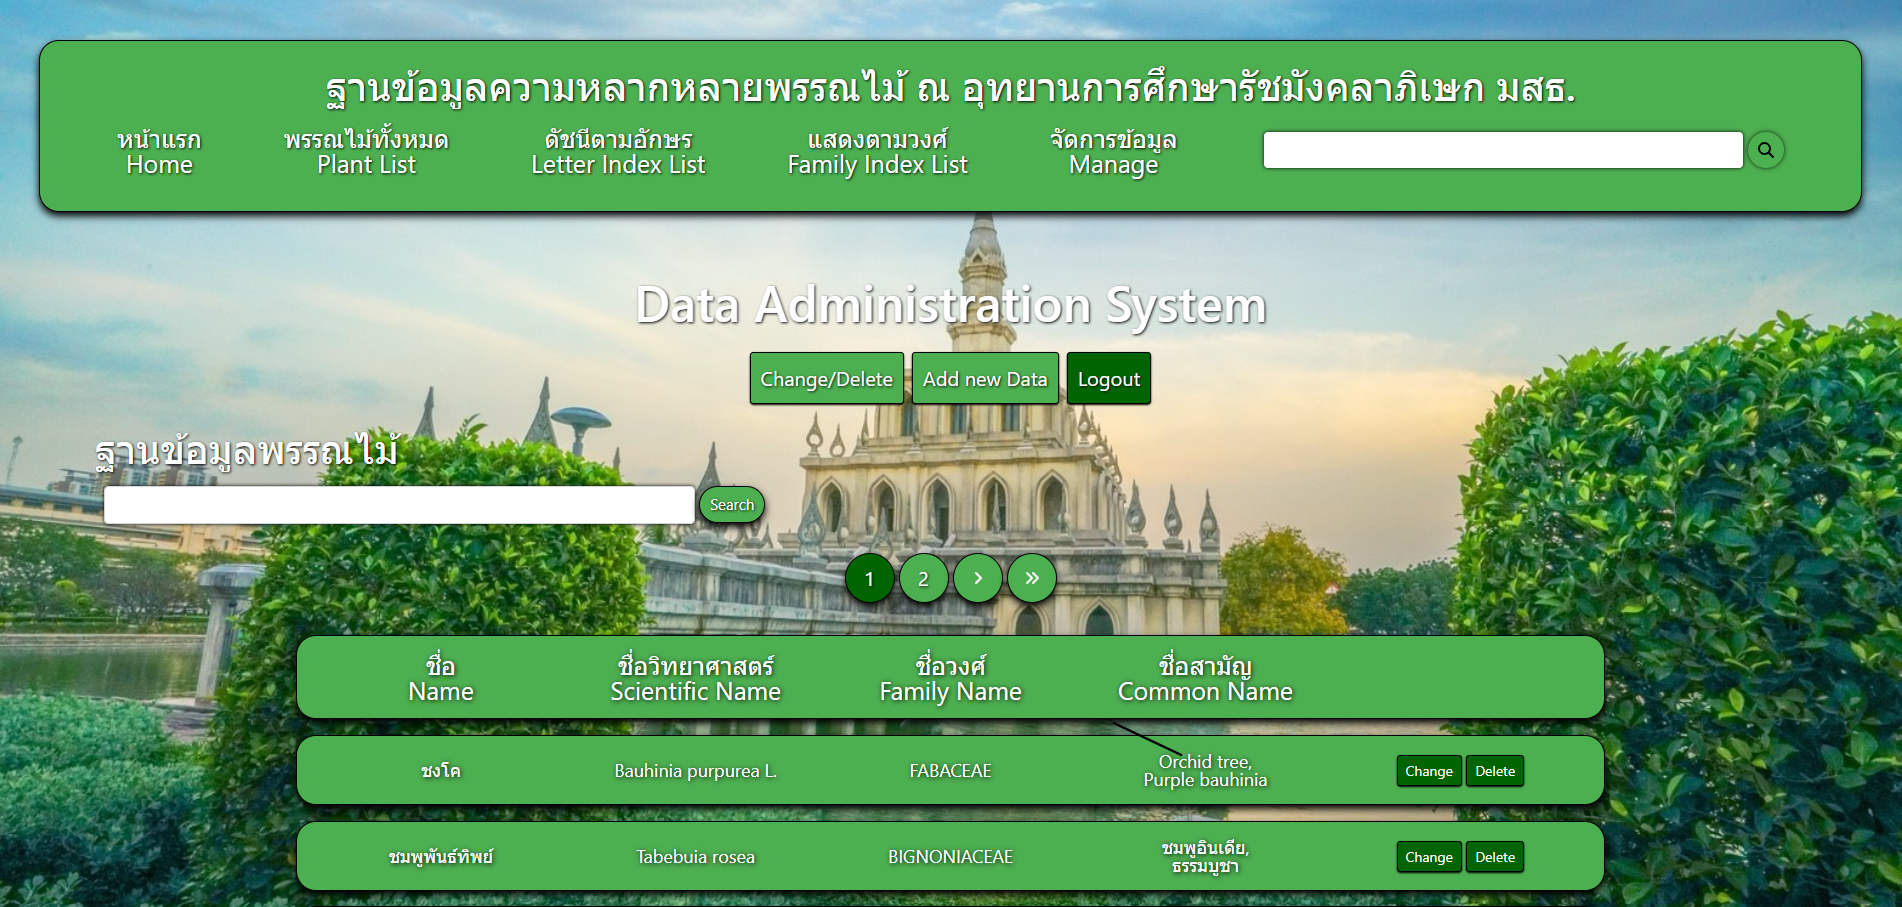 ฐานข้อมูลความหลากหลายพรรณไม้ ณ อุทยานการศึกษารัชมังคลาภิเษก มสธ.
หน้าแรก
Home
พรรณไม้ทั้งหมด
Plant List
ดัชนีตามอักษร
Letter Index List
แสดงตามวงศ์
Family Index List
จัดการข้อมูล
Manage
Data Administration System
Change/Delete
Add new Data
Logout
ฐานข้อมูลพรรณไม้
Search
1
2
ชื่อ
Name
ชื่อวิทยาศาสตร์
Scientific Name
ชื่อวงศ์
Family Name
ชื่อสามัญ
Common Name
ชงโค
Bauhinia purpurea L.
FABACEAE
Orchid tree,
Purple bauhinia
Change
Delete
ชมพูพันธ์ทิพย์
Tabebuia rosea
BIGNONIACEAE
ชมพูอินเดีย,
ธรรมบูชา
Change
Delete